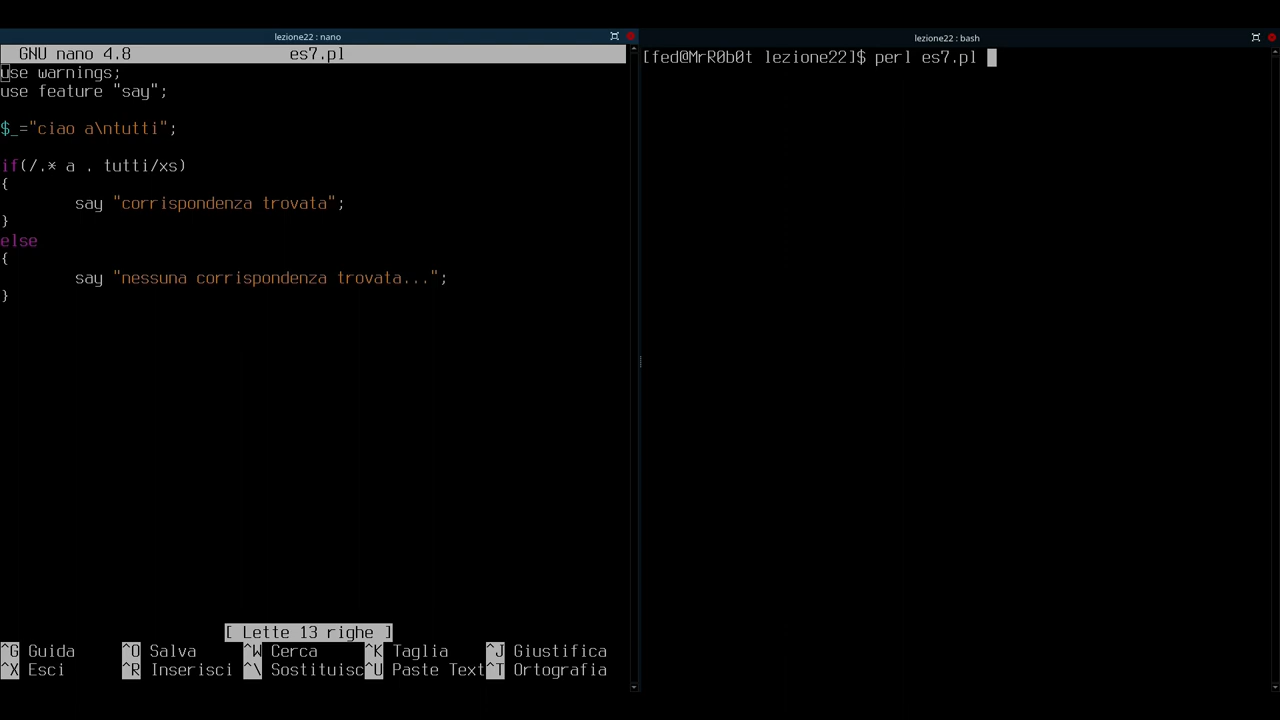 lezione22 : nano
GNU nano 4.8 es7.pl
use warnings;
use feature "say";
$_="ciao a\ntutti";
if(/.* a . tutti/xs)
{
say "corrispondenza trovata";
}
else
{
say "nessuna corrispondenza trovata...";
}
[ Lette 13 righe ]
^G Guida ^O Salva ^W Cerca ^K Taglia ^J Giustifica
^X Esci ^R Inserisci ^\ Sostituisc^U Paste Text^T Ortografia
lezione22 : bash
[fed@MrR0b0t lezione22]$ perl es7.pl